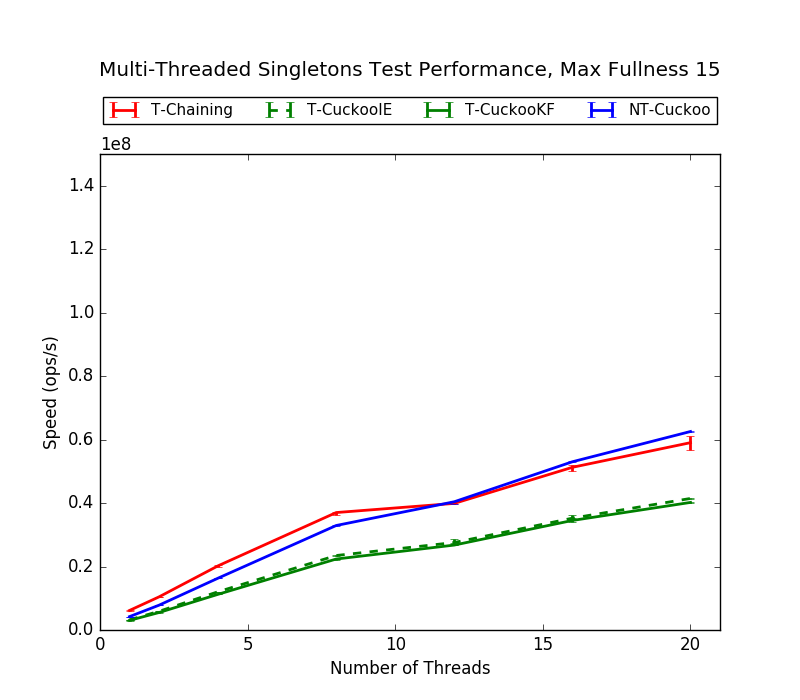 Multi-Threaded Singletons Test Performance, Max Fullness 15
T-Chaining T-CuckooIE T-CuckooKF NT-Cuckoo
1e8
1.4
1.2
1.0
0.8
0.6
0.4
0.2
0.0
Speed (ops/s)
0 5 10 15 20
Number of Threads